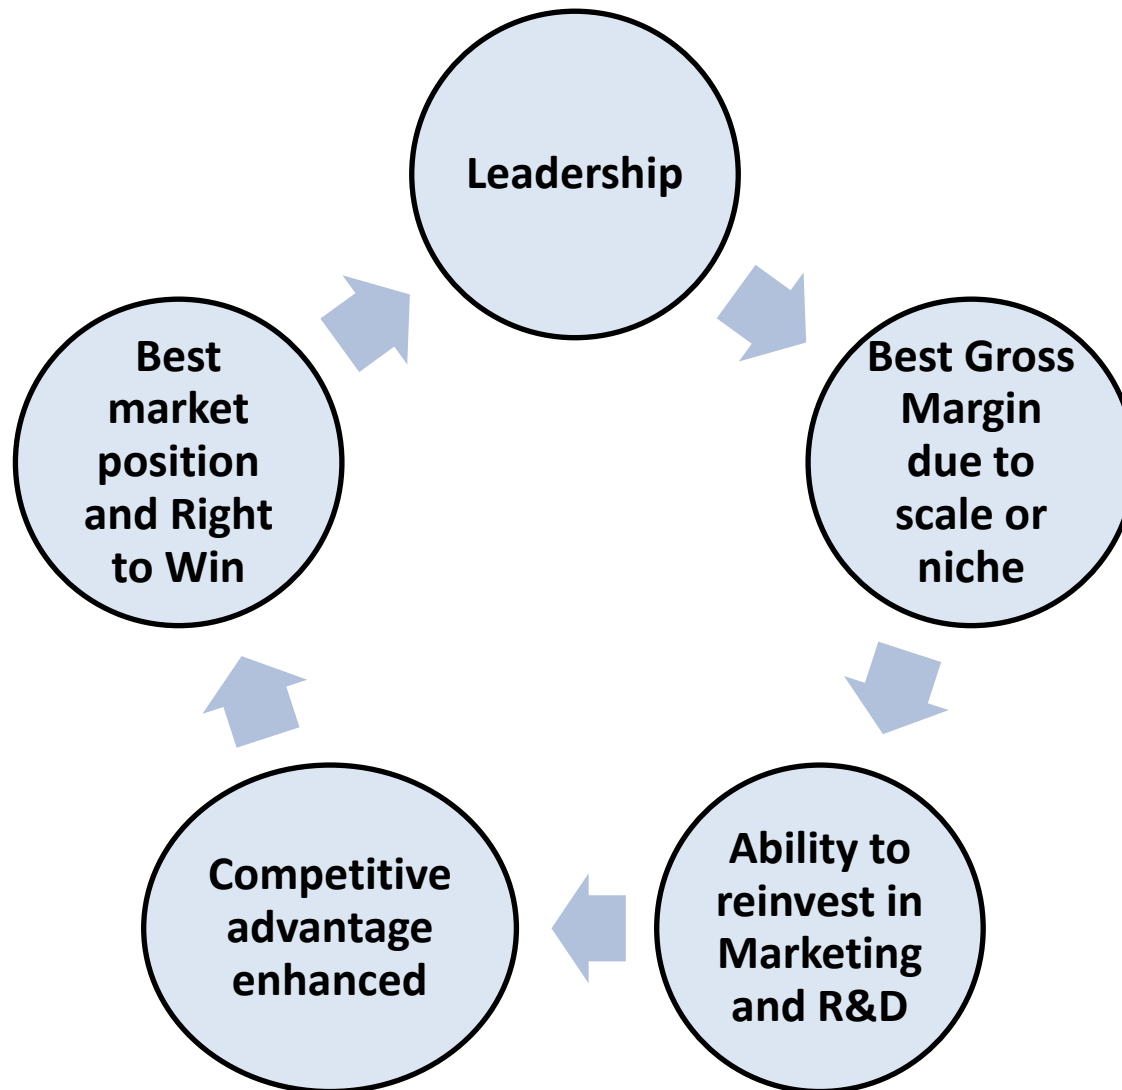 Leadership
Best Gross
Margin
due to
scale or
niche
Ability to
reinvest in
Marketing
and R&D
Competitive
advantage
enhanced
Best
market
position
and Right
to Win